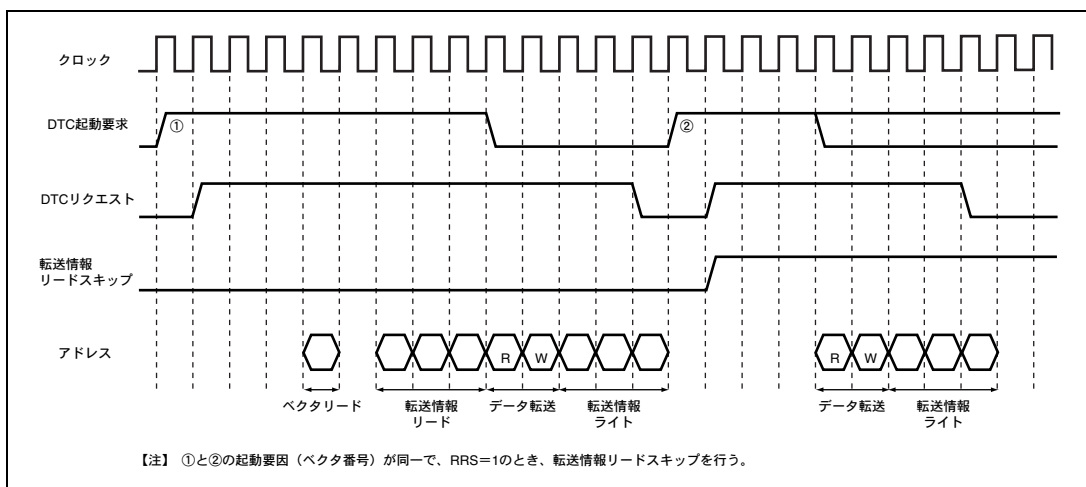 クロック
DTC起動要求
①
②
DTCリクエスト
転送情報
リードスキップ
アドレス
R
W
R
W
ベクタリード
転送情報
リード
データ転送
転送情報
ライト
データ転送
転送情報
ライト
【注】 ①と②の起動要因（ベクタ番号）が同一で、RRS＝1のとき、転送情報リードスキップを行う。